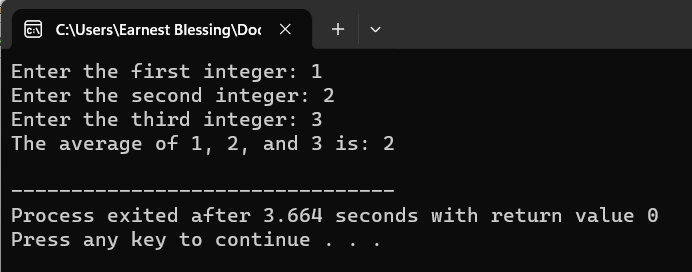 C:\Users\Earnest Blessing\Doc
Enter the first integer: 1
Enter the second integer: 2
Enter the third integer: 3
The average of 1, 2, and 3 is: 2
--------------------------------
Process exited after 3.664 seconds with return value 0
Press any key to continue . . .